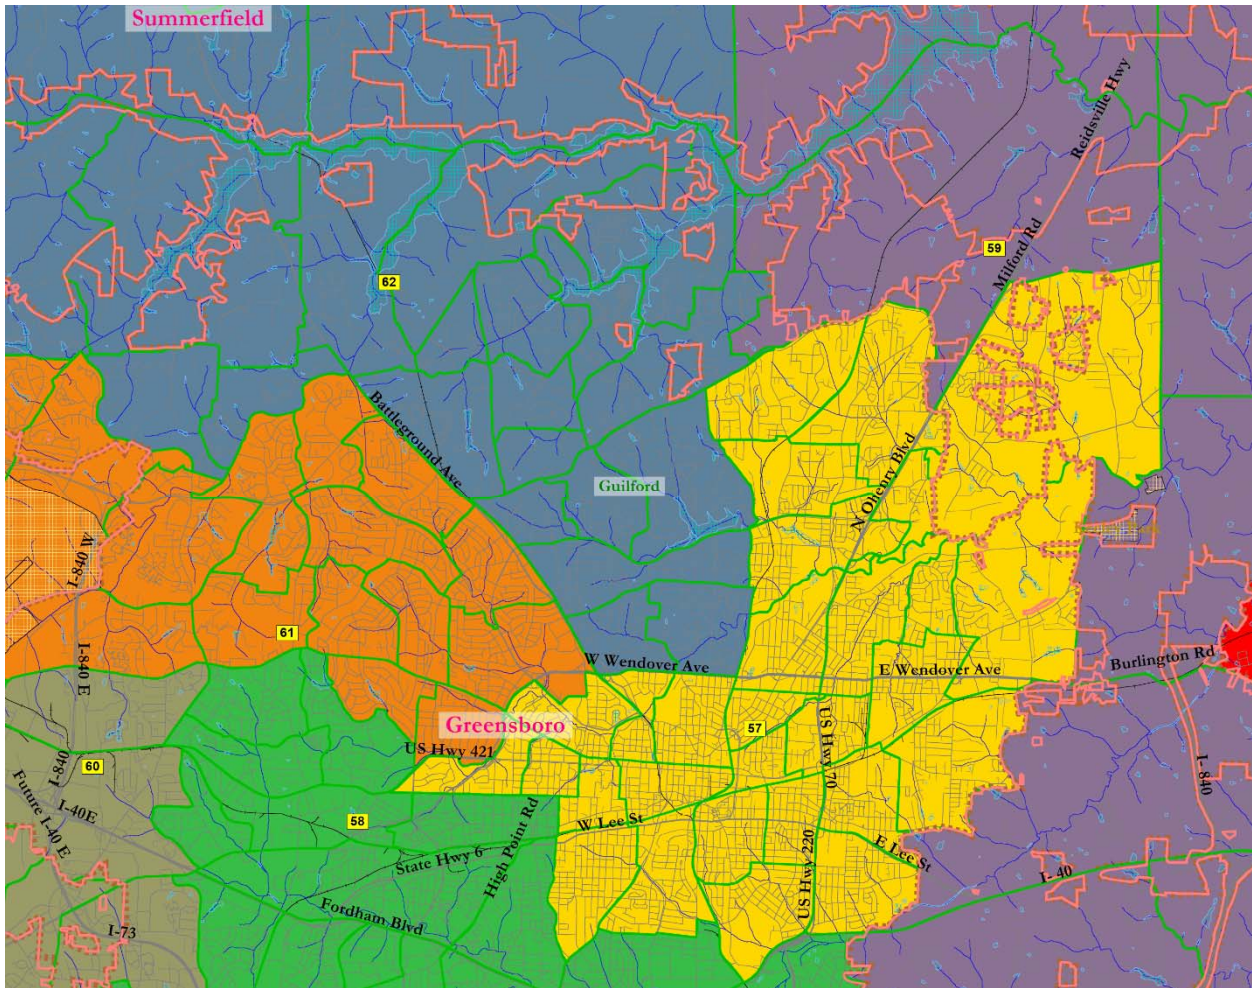 Summerfield
Reidsville Hwy
59
Milford Rd
62
Battleground Ave
Guilford
N Ohenry Blvd
I-840 W
61
I-840 E
W Wendover Ave
E Wendover Ave
Burlington Rd
Greensboro
57
US Hwy 70
US Hwy 421
I-840
60
I-840
Future I-40 E
I-40E
58
W Lee St
State Hwy 6
High Point Rd
E Lee St
US Hwy 220
I-40
Fordham Blvd
I-73